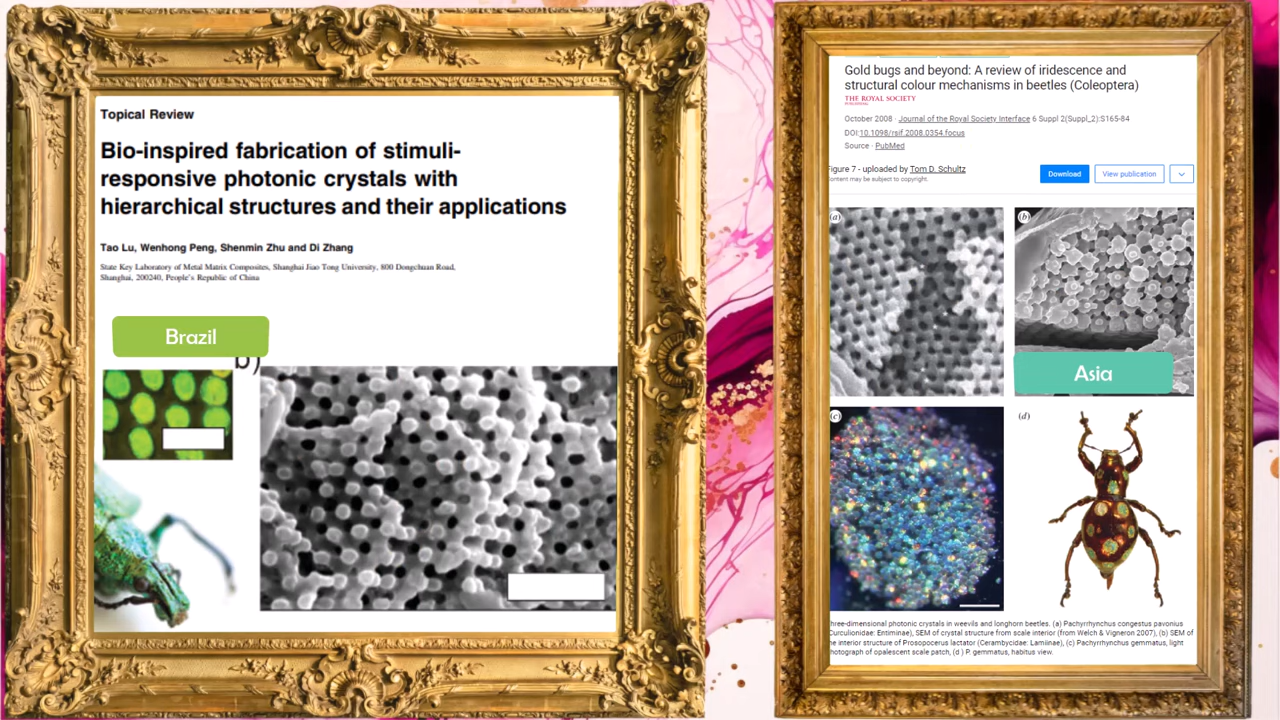 Topical Review
Bio-inspired fabrication of stimuli-
responsive photonic crystals with
hierarchical structures and their applications
Tao Lu, Wenhong Peng, Shenmin Zhu and Di Zhang
State Key Laboratory of Metal Matrix Composites, Shanghai Jiao Tong University, 800 Dongchuan Road,
Shanghai, 200240, People's Republic of China
Brazil
b)
Gold bugs and beyond: A review of iridescence and
structural colour mechanisms in beetles (Coleoptera)
THE ROYAL SOCIETY
PUBLISHING
October 2008 · Journal of the Royal Society Interface 6 Suppl 2(Suppl_2):S165-84
DOI:10.1098/rsif.2008.0354.focus
Source · PubMed
igure 7 - uploaded by Tom D. Schultz
ontent may be subject to copyright.
Download
View publication
(a)
(b)
Asia
(c)
(d)
hree-dimensional photonic crystals in weevils and longhorn beetles. (a) Pachyrrhynchus congestus pavonius
Curculionidae: Entiminae), SEM of crystal structure from scale interior (from Welch & Vigneron 2007), (b) SEM of
he interior structure of Prosopocerus lactator (Cerambycidae: Lamiinae), (c) Pachyrrhynchus gemmatus, light
hotograph of opalescent scale patch, (d ) P. gemmatus, habitus view.